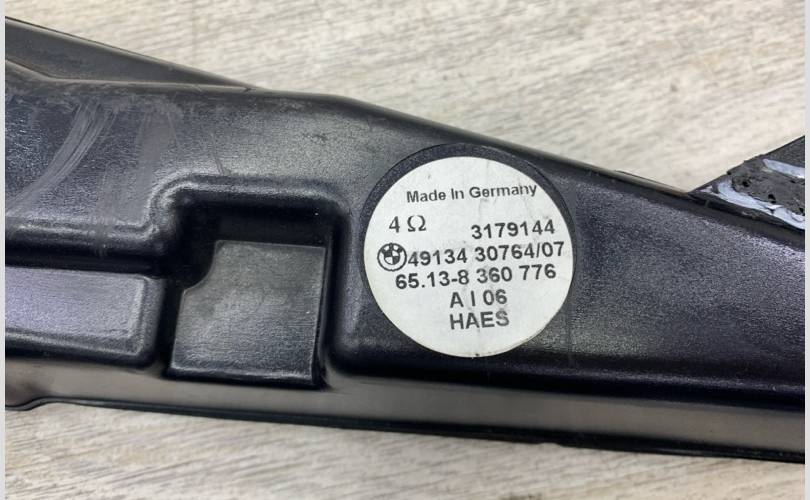 Made In Germany
4 Ω 3179144
49134 30764/07
65.13-8 360 776
A I 06
HAES